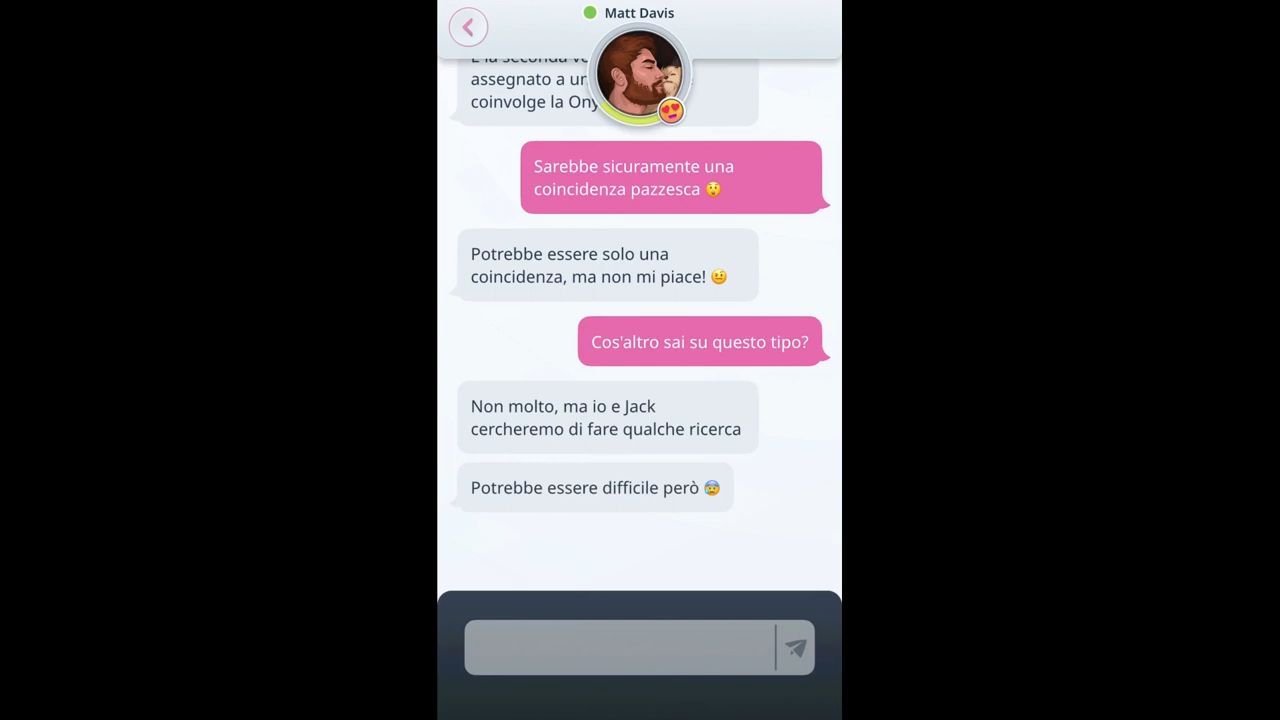 Matt Davis
È la seconda
assegnato a
coinvolge la
Sarebbe sicuramente una
coincidenza pazzesca 😲
Potrebbe essere solo una
coincidenza, ma non mi piace! 🤨
Cos'altro sai su questo tipo?
Non molto, ma io e Jack
cercheremo di fare qualche ricerca
Potrebbe essere difficile però 😰